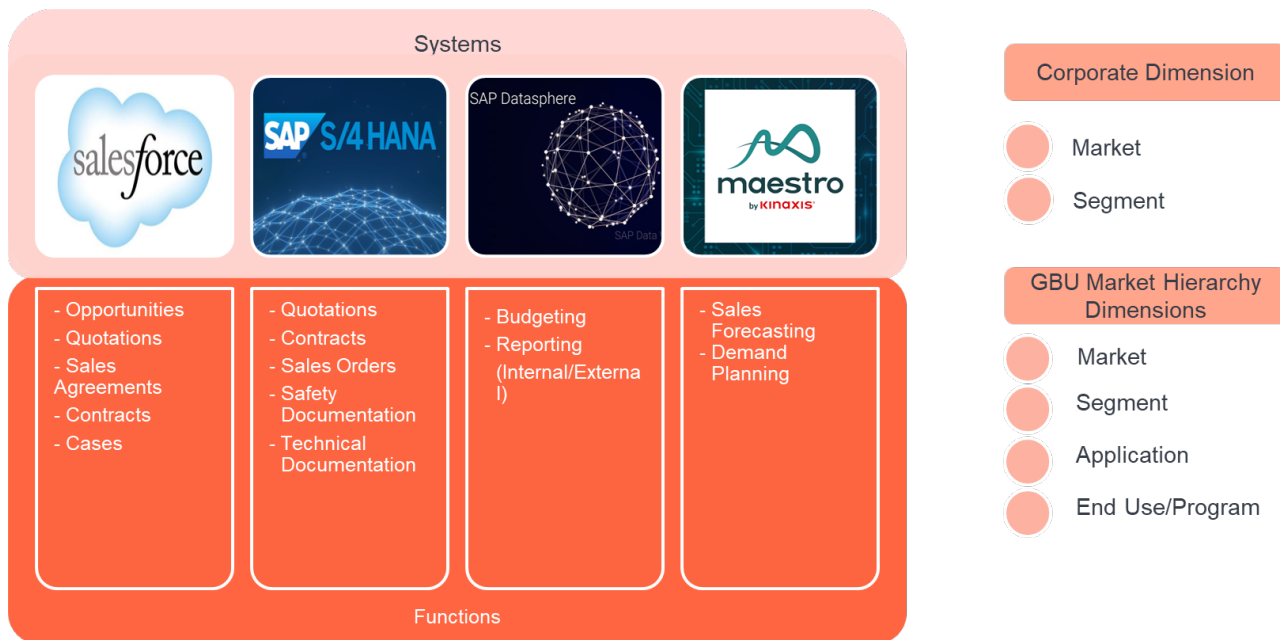 Systems
salesforce
SAP S/4 HANA
SAP Datasphere
SAP Data
maestro
by KINAXIS
- Opportunities
- Quotations
- Sales
Agreements
- Contracts
- Cases
- Quotations
- Contracts
- Sales Orders
- Safety
Documentation
- Technical
Documentation
- Budgeting
- Reporting
(Internal/Externa
l)
- Sales
Forecasting
- Demand
Planning
Functions
Corporate Dimension
Market
Segment
GBU Market Hierarchy
Dimensions
Market
Segment
Application
End Use/Program